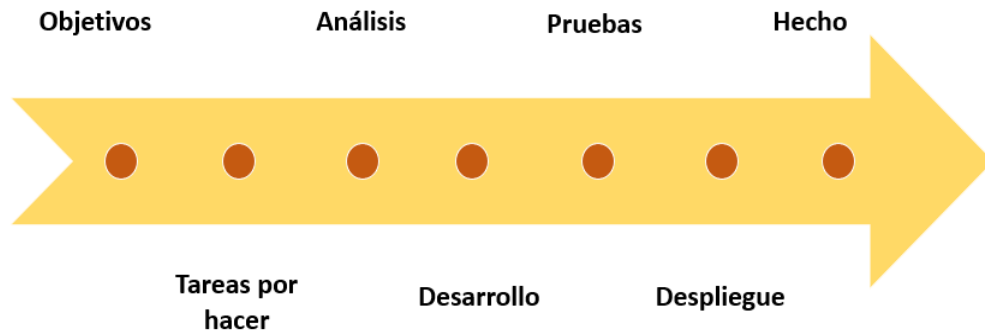 Objetivos
Análisis
Pruebas
Hecho
Tareas por
hacer
Desarrollo
Despliegue